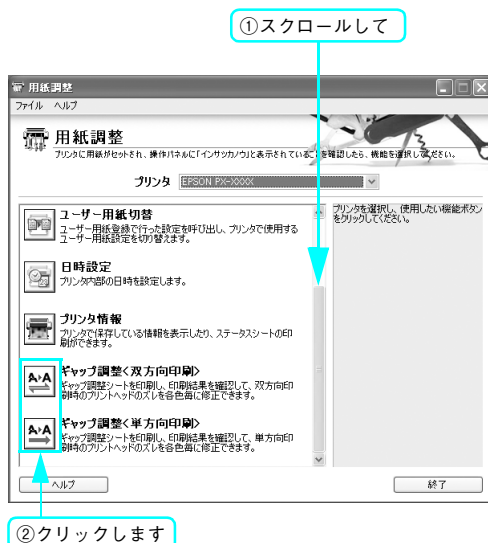 ①スクロールして
用紙調整
ファイル ヘルプ
用紙調整
プリンタに用紙がセットされ、操作パネルに「インサツカノウ」と表示されていることを確認したら、機能を選択してください。
プリンタ EPSON PX-XXXX
ユーザー用紙切替
ユーザー用紙登録で行った設定を呼び出し、プリンタで使用する
ユーザー用紙設定を切り替えます。
日時設定
プリンタ内部の日時を設定します。
プリンタ情報
プリンタで保存している情報を表示したり、ステータスシートの印
刷ができます。
ギャップ調整<双方向印刷>
ギャップ調整シートを印刷し、印刷結果を確認して、双方向印
刷時のプリントヘッドのズレを各色毎に修正できます。
ギャップ調整<単方向印刷>
ギャップ調整シートを印刷し、印刷結果を確認して、単方向印
刷時のプリントヘッドのズレを各色毎に修正できます。
プリンタを選択し、使用したい機能ボタン
をクリックしてください。
ヘルプ
終了
②クリックします